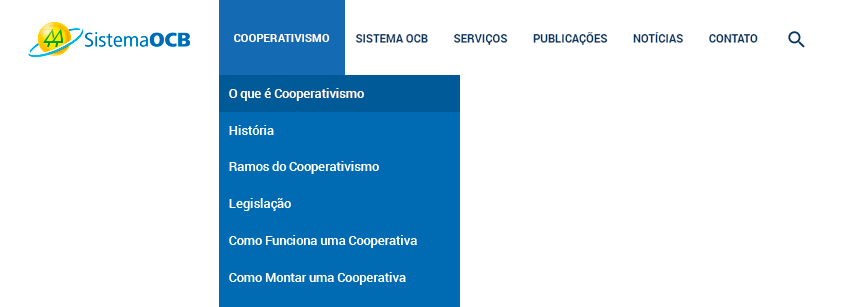 SistemaOCB
COOPERATIVISMO SISTEMA OCB SERVIÇOS PUBLICAÇÕES NOTÍCIAS CONTATO
O que é Cooperativismo
História
Ramos do Cooperativismo
Legislação
Como Funciona uma Cooperativa
Como Montar uma Cooperativa